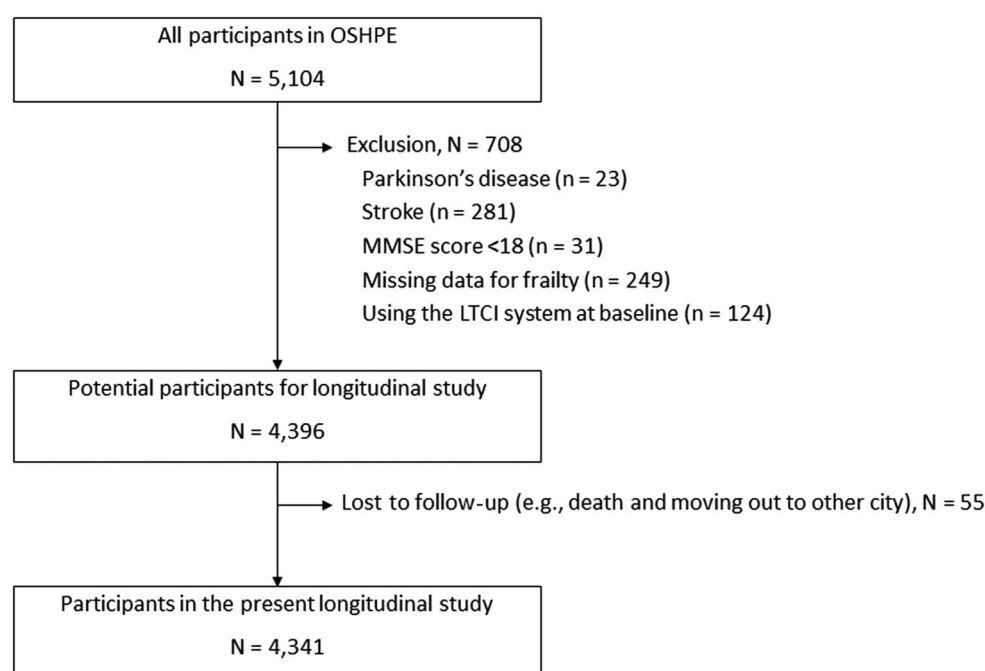 All participants in OSHPE
N = 5,104
Exclusion, N = 708
Parkinson’s disease (n = 23)
Stroke (n = 281)
MMSE score <18 (n = 31)
Missing data for frailty (n = 249)
Using the LTCI system at baseline (n = 124)
Potential participants for longitudinal study
N = 4,396
Lost to follow-up (e.g., death and moving out to other city), N = 55
Participants in the present longitudinal study
N = 4,341